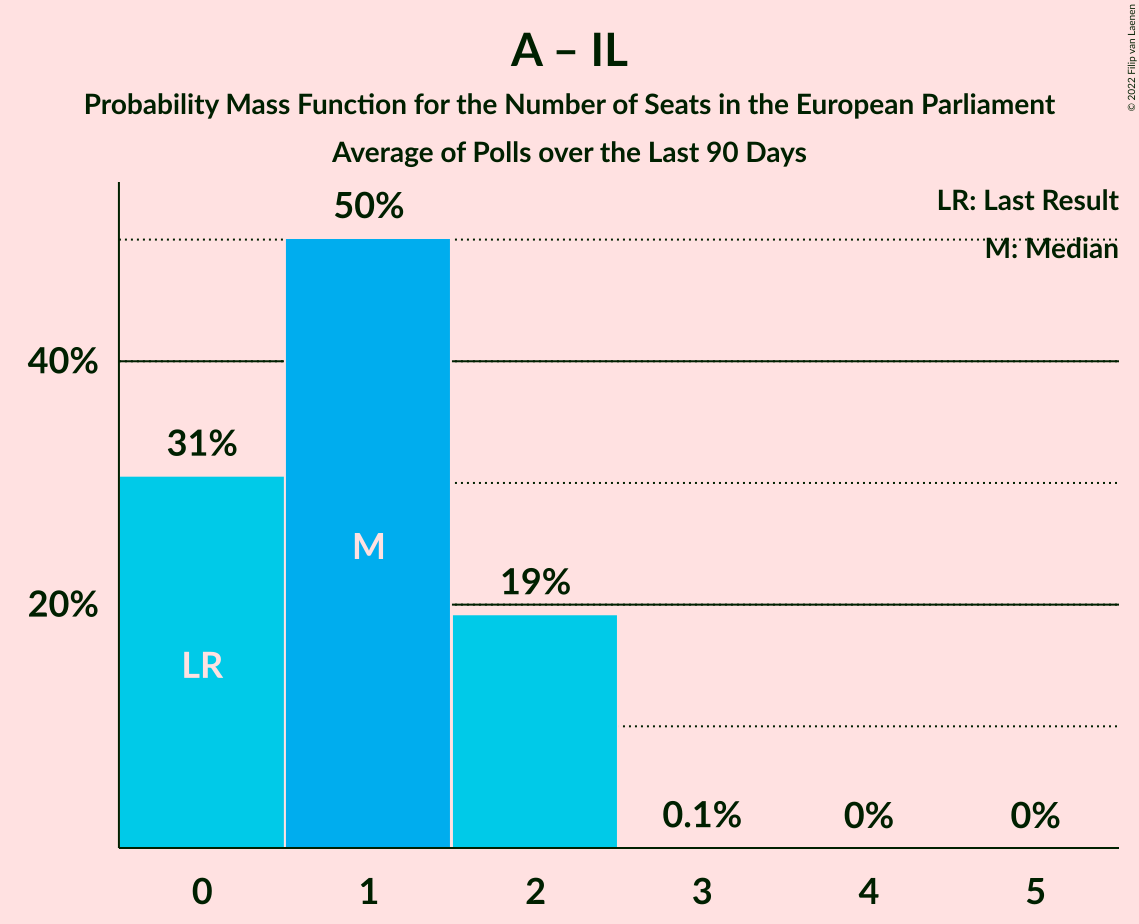 A – IL
Probability Mass Function for the Number of Seats in the European Parliament
Average of Polls over the Last 90 Days
© 2022 Filip van Laenen
LR: Last Result
M: Median
50%
40%
31%
M
19%
20%
LR
0.1%
0%
0%
0
1
2
3
4
5